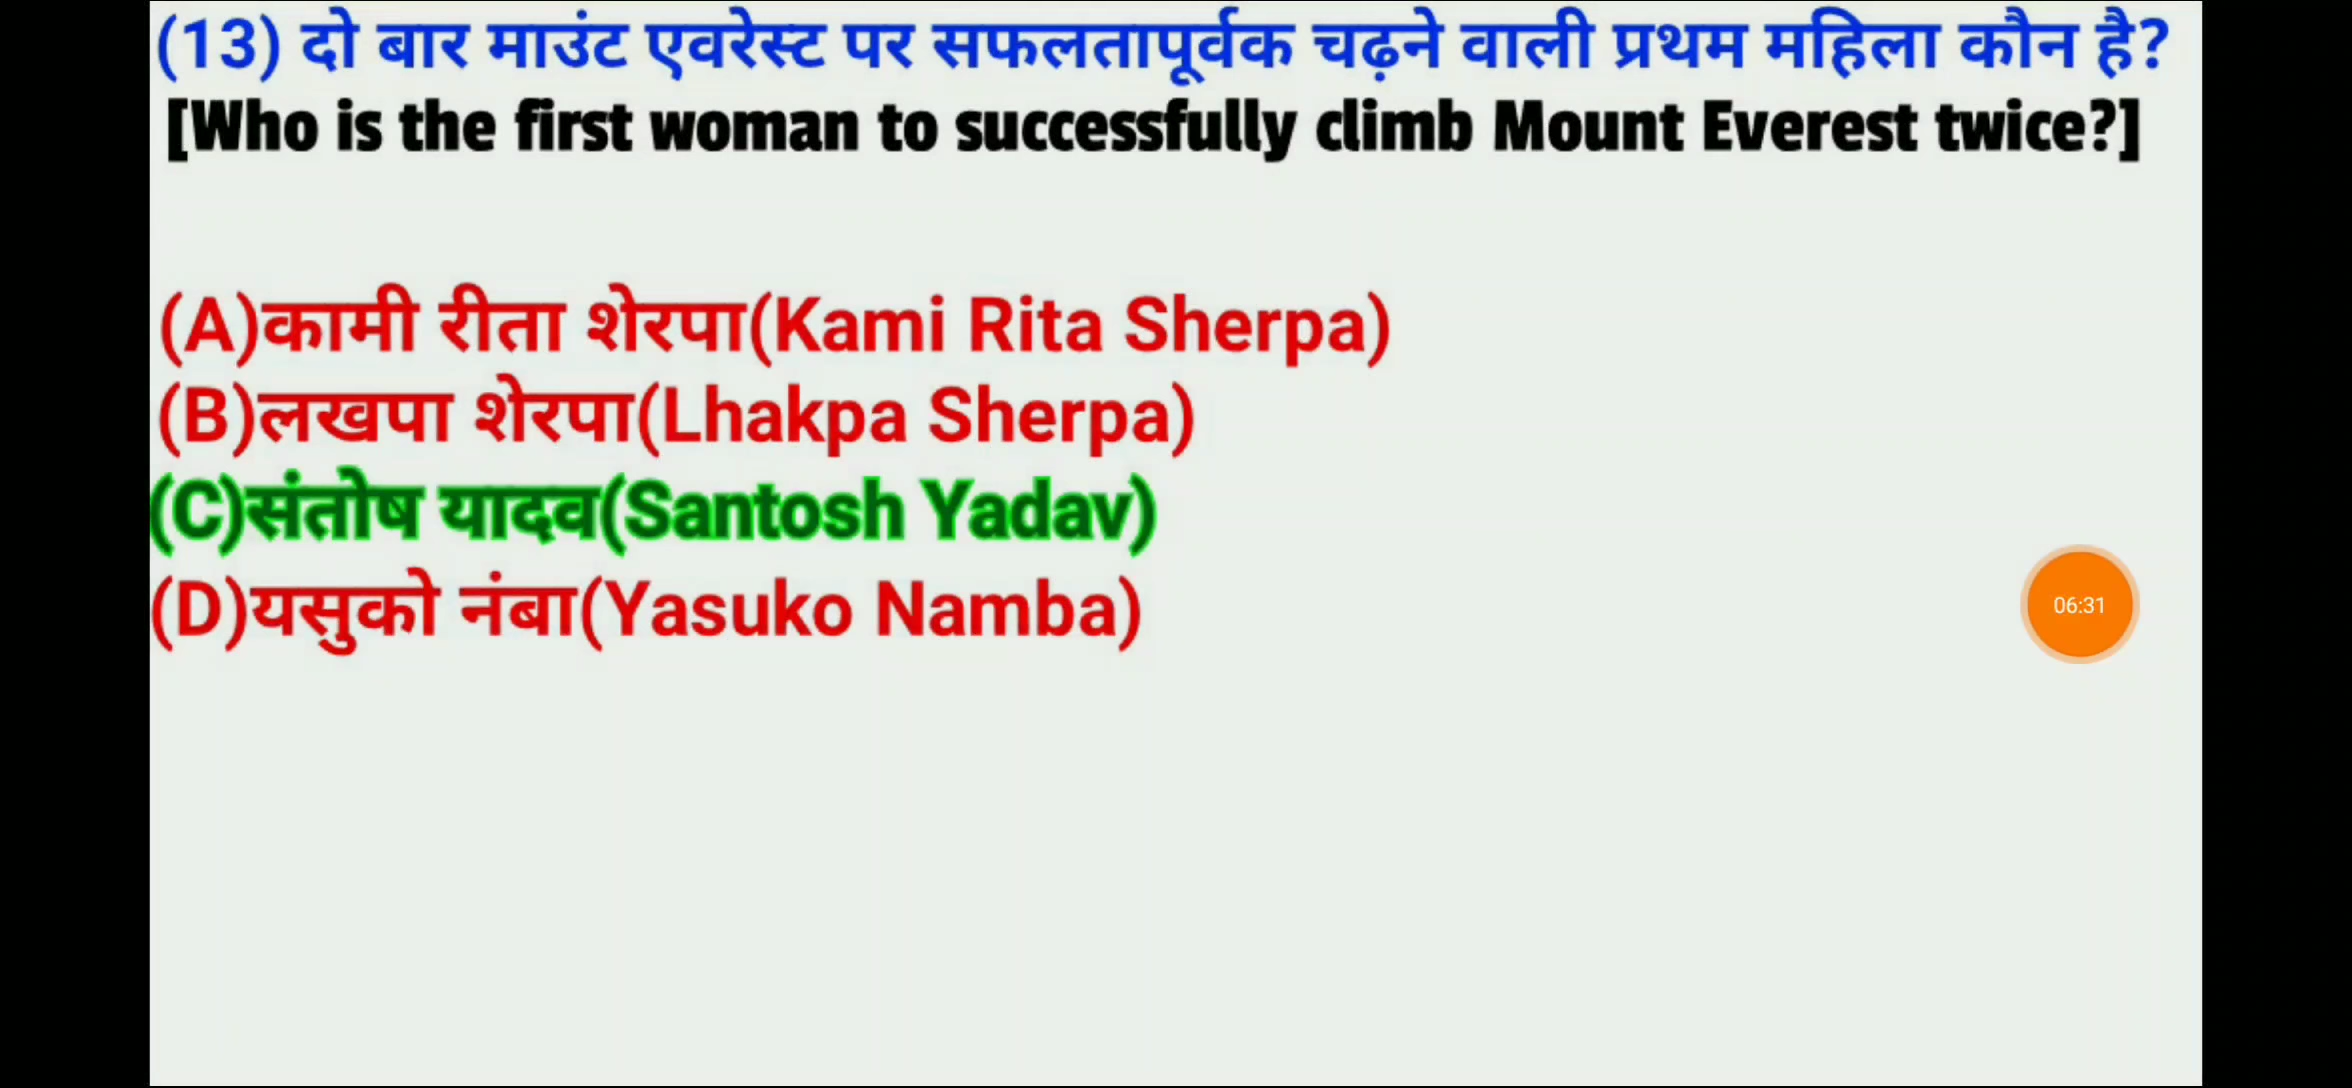 (13) दो बार माउंट एवरेस्ट पर सफलतापूर्वक चढ़ने वाली प्रथम महिला कौन है?
[Who is the first woman to successfully climb Mount Everest twice?]
(A)कामी रीता शेरपा(Kami Rita Sherpa)
(B)लखपा शेरपा(Lhakpa Sherpa)
(C)संतोष यादव(Santosh Yadav)
(D)यसुको नंबा(Yasuko Namba)
06:31